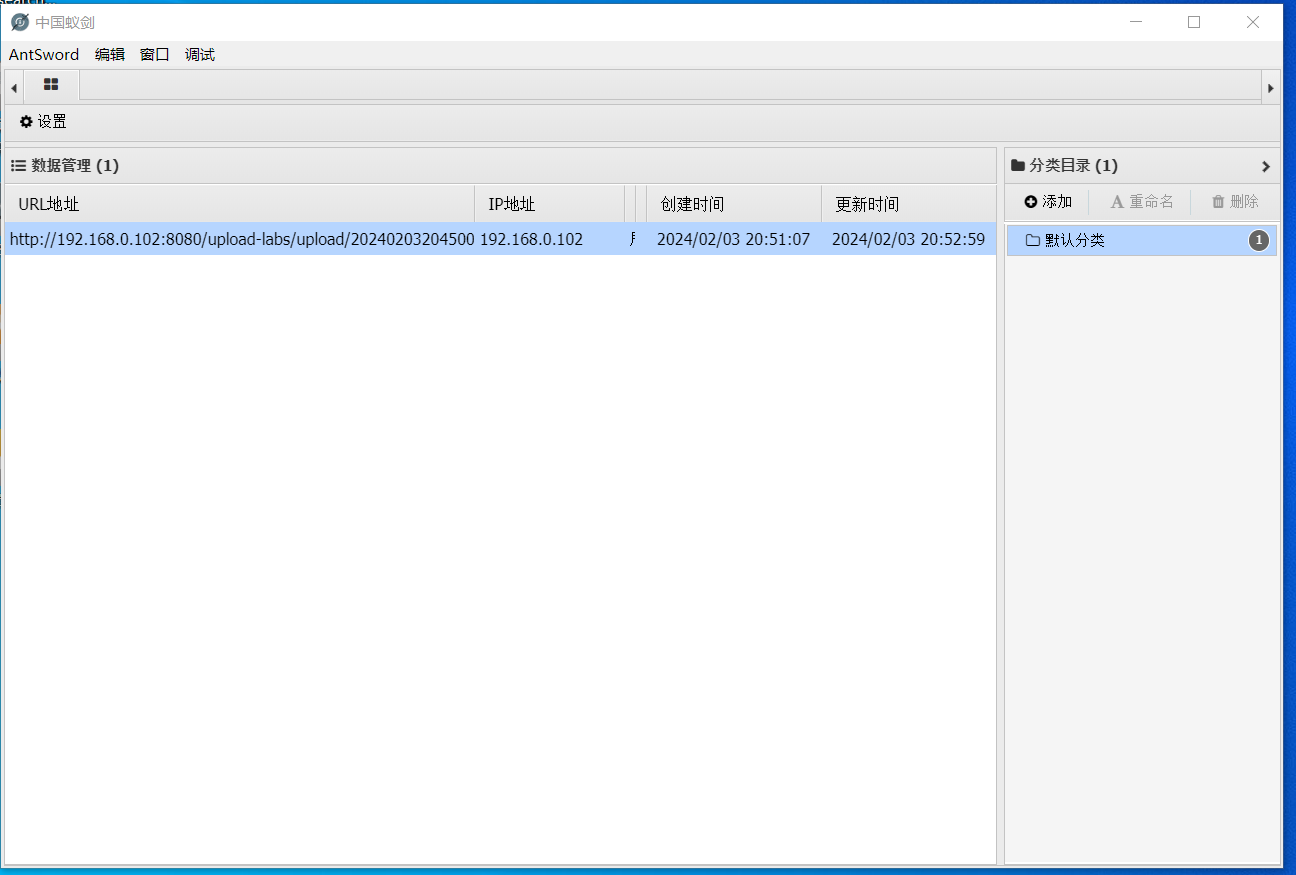 中国蚁剑
AntSword 编辑 窗口 调试
设置
数据管理 (1)
URL地址 IP地址 创建时间 更新时间
http://192.168.0.102:8080/upload-labs/upload/20240203204500 192.168.0.102 2024/02/03 20:51:07 2024/02/03 20:52:59
分类目录 (1)
添加 重命名 删除
默认分类 1